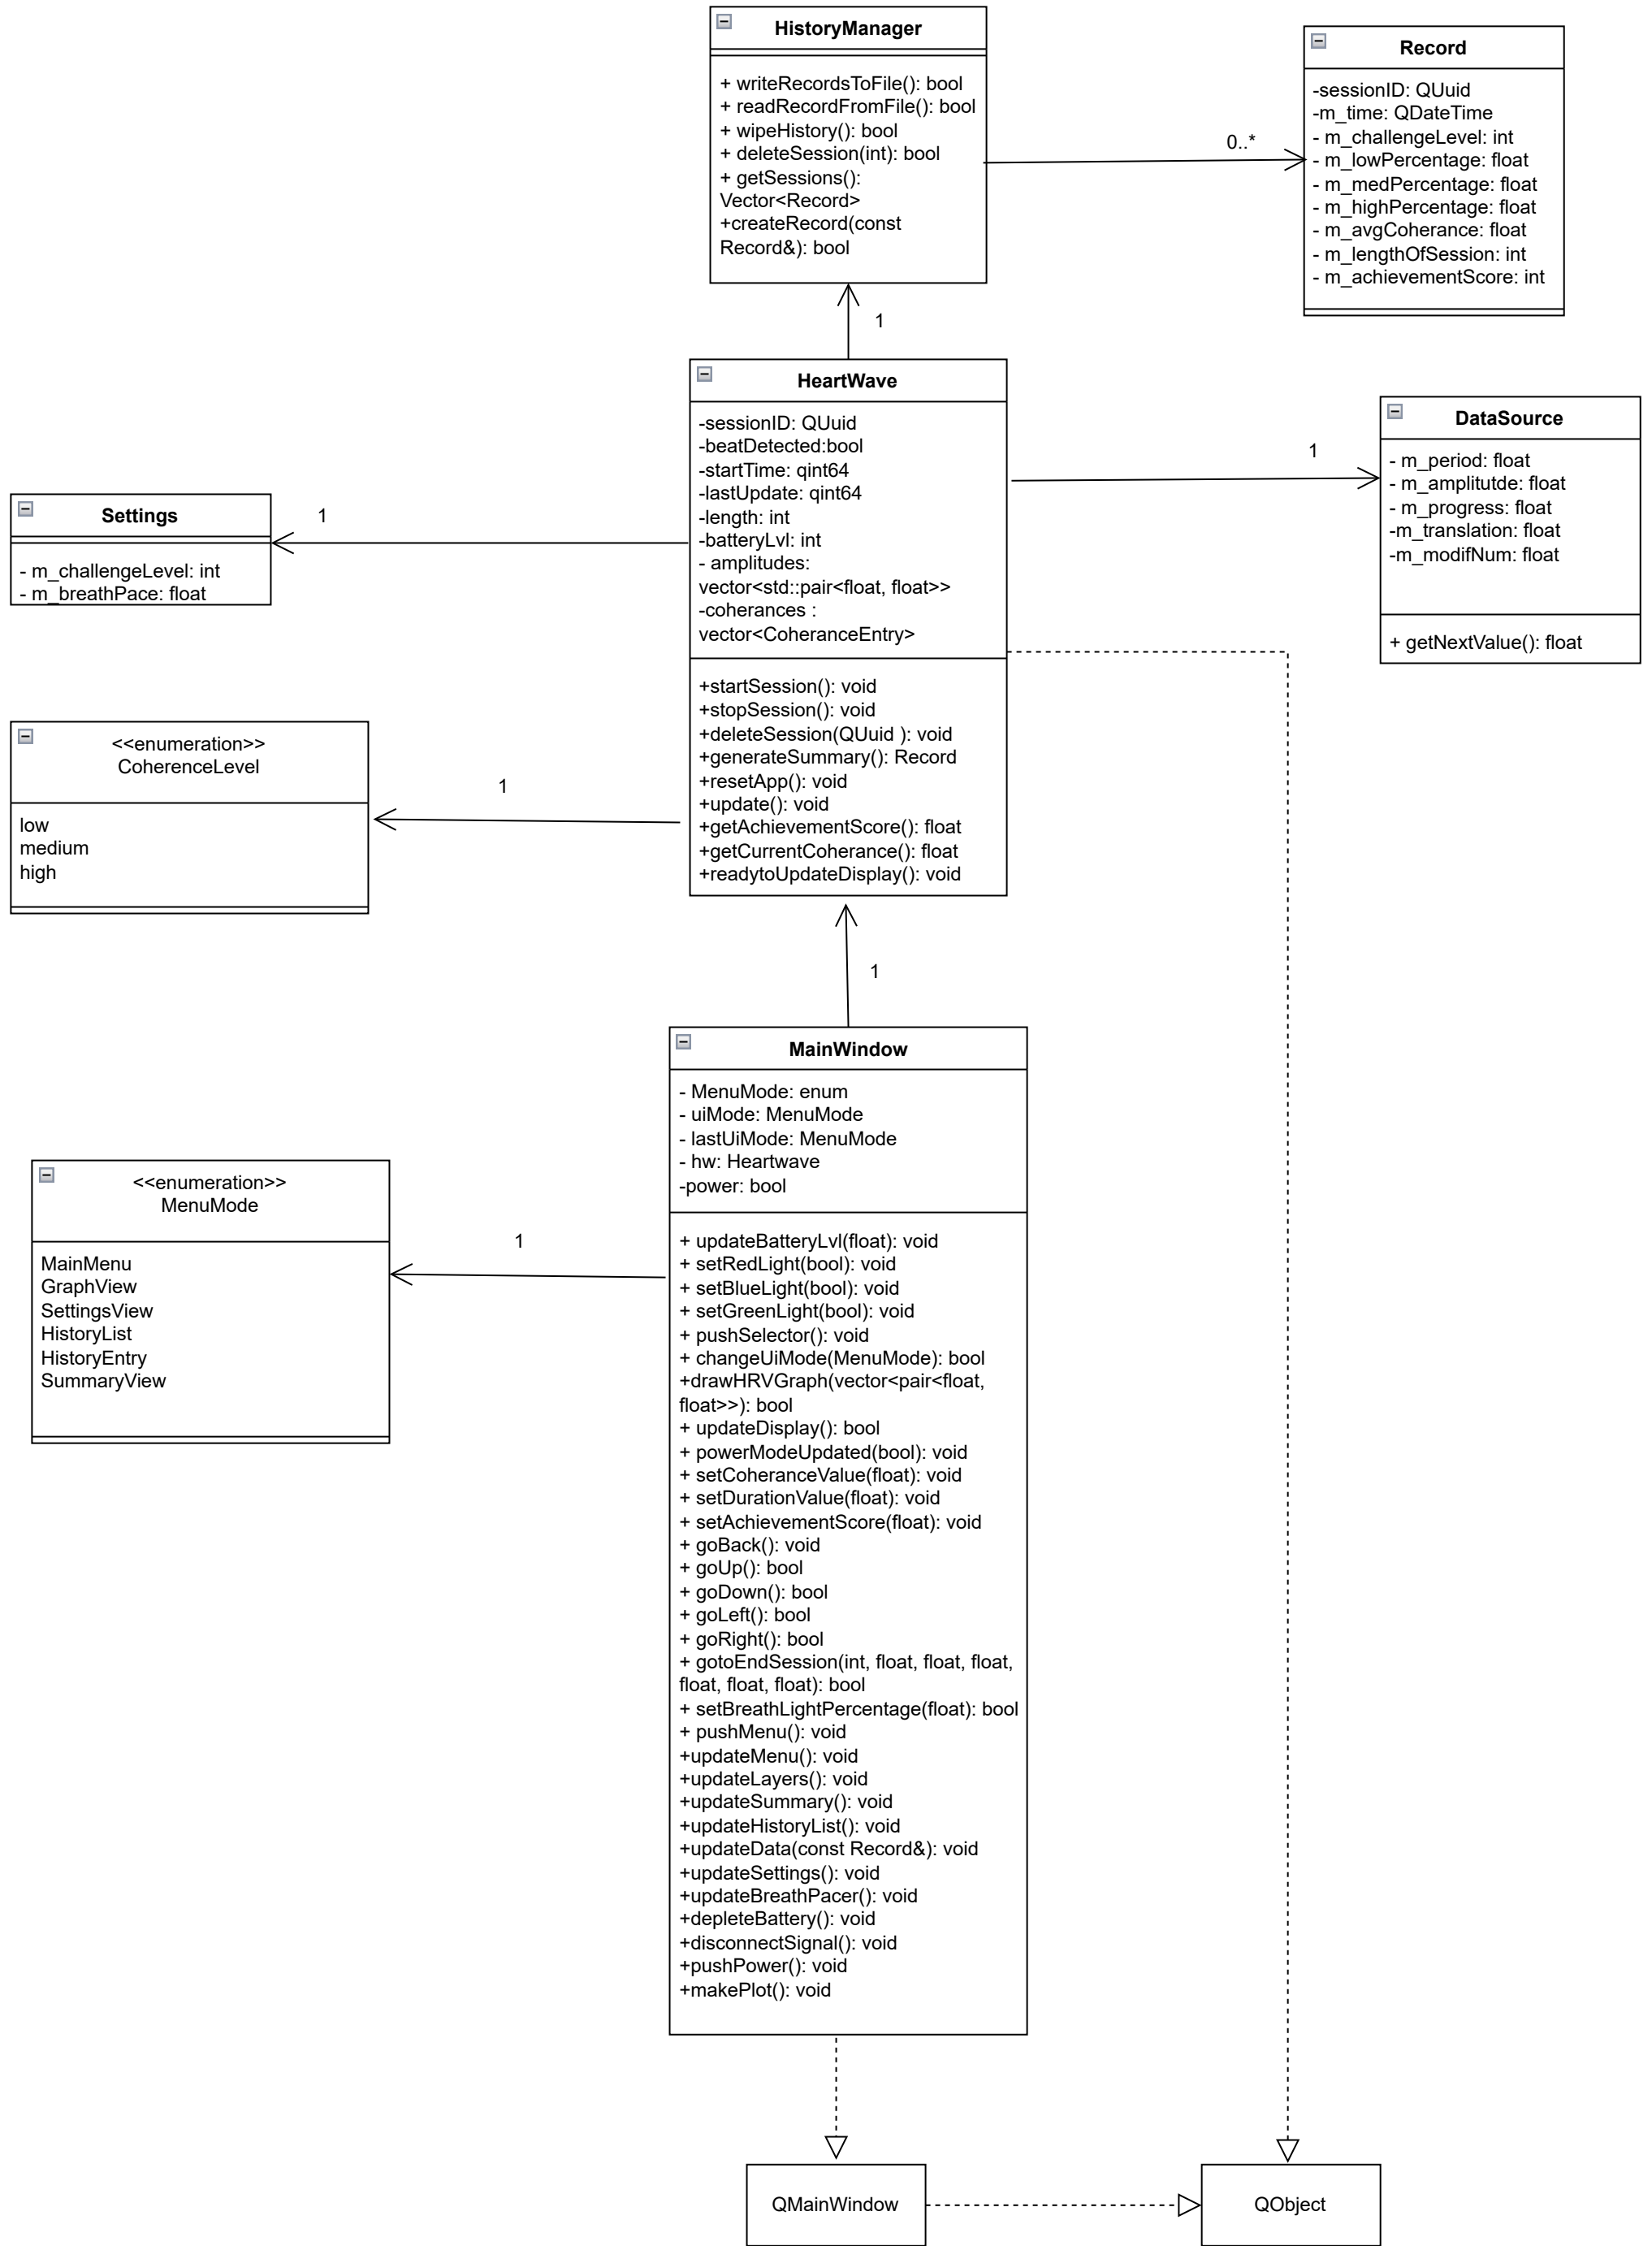 HistoryManager
+ writeRecordsToFile(): bool
+ readRecordFromFile(): bool
+ wipeHistory(): bool
+ deleteSession(int): bool
+ getSessions():
Vector<Record>
+createRecord(const
Record&): bool
0..*
Record
-sessionID: QUuid
-m_time: QDateTime
- m_challengeLevel: int
- m_lowPercentage: float
- m_medPercentage: float
- m_highPercentage: float
- m_avgCoherance: float
- m_lengthOfSession: int
- m_achievementScore: int
1
HeartWave
-sessionID: QUuid
-beatDetected:bool
-startTime: qint64
-lastUpdate: qint64
-length: int
-batteryLvl: int
- amplitudes:
vector<std::pair<float, float>>
-coherances :
vector<CoheranceEntry>
+startSession(): void
+stopSession(): void
+deleteSession(QUuid ): void
+generateSummary(): Record
+resetApp(): void
+update(): void
+getAchievementScore(): float
+getCurrentCoherance(): float
+readytoUpdateDisplay(): void
1
DataSource
- m_period: float
- m_amplitutde: float
- m_progress: float
-m_translation: float
-m_modifNum: float
+ getNextValue(): float
1
Settings
- m_challengeLevel: int
- m_breathPace: float
1
<<enumeration>>
CoherenceLevel
low
medium
high
1
MainWindow
- MenuMode: enum
- uiMode: MenuMode
- lastUiMode: MenuMode
- hw: Heartwave
-power: bool
+ updateBatteryLvl(float): void
+ setRedLight(bool): void
+ setBlueLight(bool): void
+ setGreenLight(bool): void
+ pushSelector(): void
+ changeUiMode(MenuMode): bool
+drawHRVGraph(vector<pair<float,
float>>): bool
+ updateDisplay(): bool
+ powerModeUpdated(bool): void
+ setCoheranceValue(float): void
+ setDurationValue(float): void
+ setAchievementScore(float): void
+ goBack(): void
+ goUp(): bool
+ goDown(): bool
+ goLeft(): bool
+ goRight(): bool
+ gotoEndSession(int, float, float, float,
float, float, float): bool
+ setBreathLightPercentage(float): bool
+ pushMenu(): void
+updateMenu(): void
+updateLayers(): void
+updateSummary(): void
+updateHistoryList(): void
+updateData(const Record&): void
+updateSettings(): void
+updateBreathPacer(): void
+depleteBattery(): void
+disconnectSignal(): void
+pushPower(): void
+makePlot(): void
1
<<enumeration>>
MenuMode
MainMenu
GraphView
SettingsView
HistoryList
HistoryEntry
SummaryView
QMainWindow
QObject